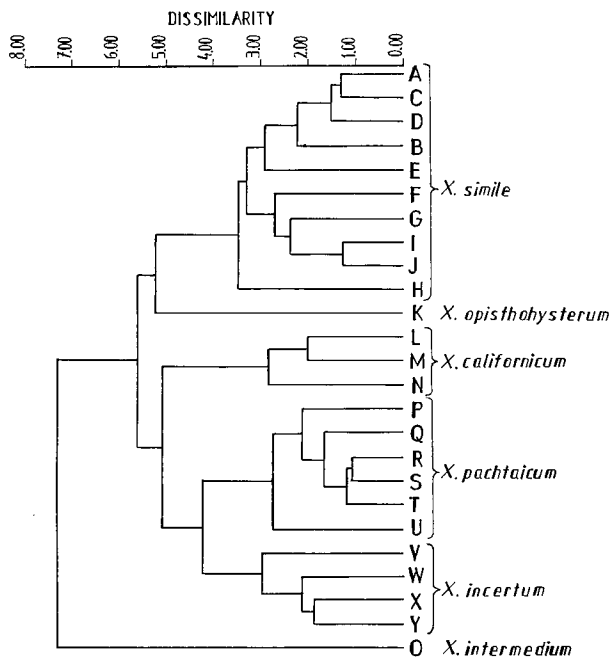 DISSIMILARITY
8.00 7.00 6.00 5.00 4.00 3.00 2.00 1.00 0.00
A
C
D
B
E
X. simile
F
G
I
J
H
K X. opisthohysterum
L
M X. californicum
N
P
Q
R
X. pachtaicum
S
T
U
V
W
X. incertum
X
Y
O X. intermedium